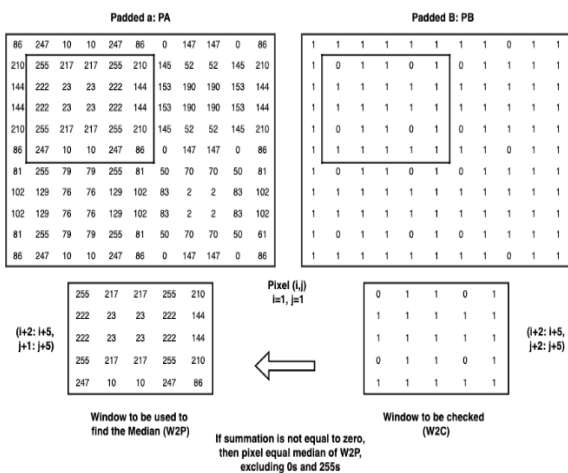 Padded a: PA
Padded B: PB
86 247 10 10 247 86 0 147 147 0 86
210 255 217 217 255 210 145 52 52 145 210
144 222 23 23 222 144 153 190 190 153 144
144 222 23 23 222 144 153 190 190 153 144
210 255 217 217 255 210 145 52 52 145 210
86 247 10 10 247 86 0 147 147 0 86
81 255 79 79 255 81 50 70 70 50 81
102 129 76 76 129 102 83 2 2 83 102
102 129 76 76 129 102 83 2 2 83 102
81 255 79 79 255 81 50 70 70 50 61
86 247 10 10 247 86 0 147 147 0 86
1 1 1 1 1 1 1 1 0 1 1
1 0 1 1 0 1 0 1 1 1 1
1 1 1 1 1 1 1 1 1 1 1
1 1 1 1 1 1 1 1 1 1 1
1 0 1 1 0 1 0 1 1 1 1
1 1 1 1 1 1 1 1 0 1 1
1 0 1 1 0 1 0 1 1 1 1
1 1 1 1 1 1 1 1 1 1 1
1 1 1 1 1 1 1 1 1 1 1
1 0 1 1 0 1 0 1 1 1 1
1 1 1 1 1 1 1 1 0 1 1
(i+2: i+5,
j+1: j+5)
255 217 217 255 210
222 23 23 222 144
222 23 23 222 144
255 217 217 255 210
247 10 10 247 86
Pixel (i,j)
i=1, j=1
0 1 1 0 1
1 1 1 1 1
1 1 1 1 1
0 1 1 0 1
1 1 1 1 1
(i+2: i+5,
j+2: j+5)
Window to be used to
find the Median (W2P)
Window to be checked
(W2C)
If summation is not equal to zero,
then pixel equal median of W2P,
excluding 0s and 255s